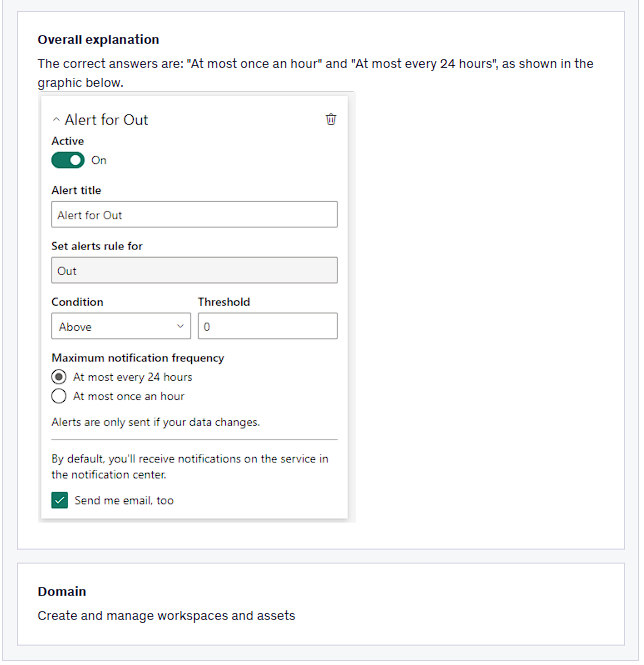 Overall explanation
The correct answers are: "At most once an hour" and "At most every 24 hours", as shown in the
graphic below.
Alert for Out
Active
On
Alert title
Alert for Out
Set alerts rule for
Out
Condition Threshold
Above 0
Maximum notification frequency
At most every 24 hours
At most once an hour
Alerts are only sent if your data changes.
By default, you'll receive notifications on the service in
the notification center.
Send me email, too
Domain
Create and manage workspaces and assets